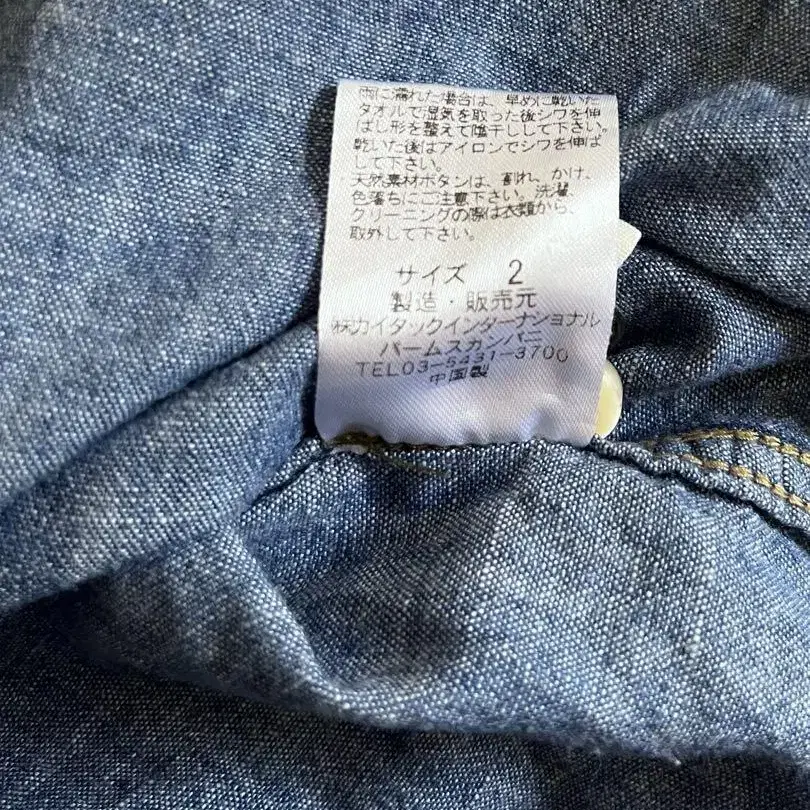 雨に濡れた場合は、早めに乾いた
タオルで湿気を取った後シワを伸
ばし形を整えて陰干しして下さい。
乾いた後はアイロンでシワを伸ば
して下さい。
・天然素材ボタンは、割れ、かけ、
色落ちにご注意下さい。洗濯、
クリーニングの際は衣類から、
取外して下さい。
サイズ 2
製造・販売元
㈱カイタックインターナショナル
パームスカンパニ
TEL03-5431-3700
中国製